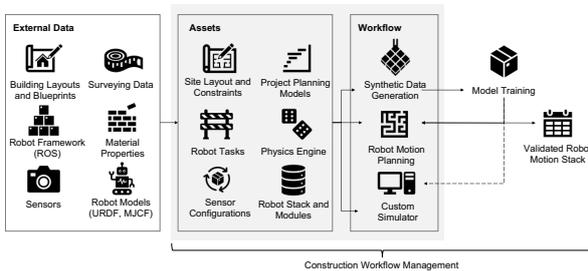 External Data
Building Layouts
and Blueprints
Surveying Data
Robot Framework
(ROS)
Material
Properties
Sensors
Robot Models
(URDF, MJCF)
Assets
Site Layout and
Constraints
Project Planning
Models
Robot Tasks
Physics Engine
Sensor
Configurations
Robot Stack and
Modules
Workflow
Synthetic Data
Generation
Robot Motion
Planning
Custom
Simulator
Model Training
Validated Robo
Motion Stack
Construction Workflow Management